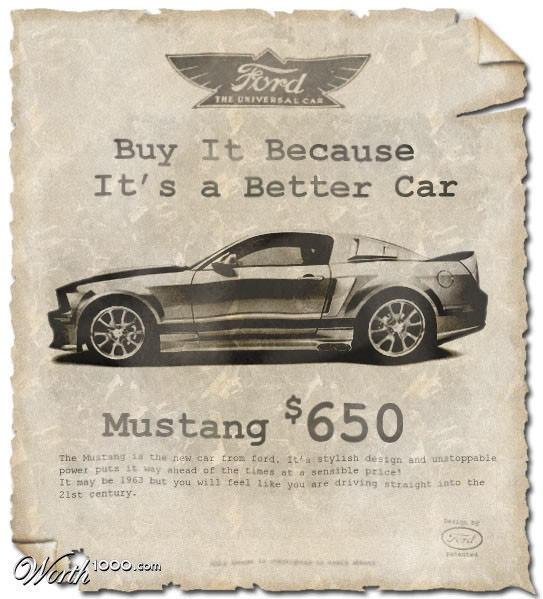 Ford
THE UNIVERSAL CAR
Buy It Because
It's a Better Car
Mustang $650
The Mustang is the new car from ford. It's stylish design and unstoppable
power putz it way ahead of the times at a sensible price!
It may be 1963 but you will feel like you are driving straight into the
21st century.
Design by
Ford
patented
Worth1000.com